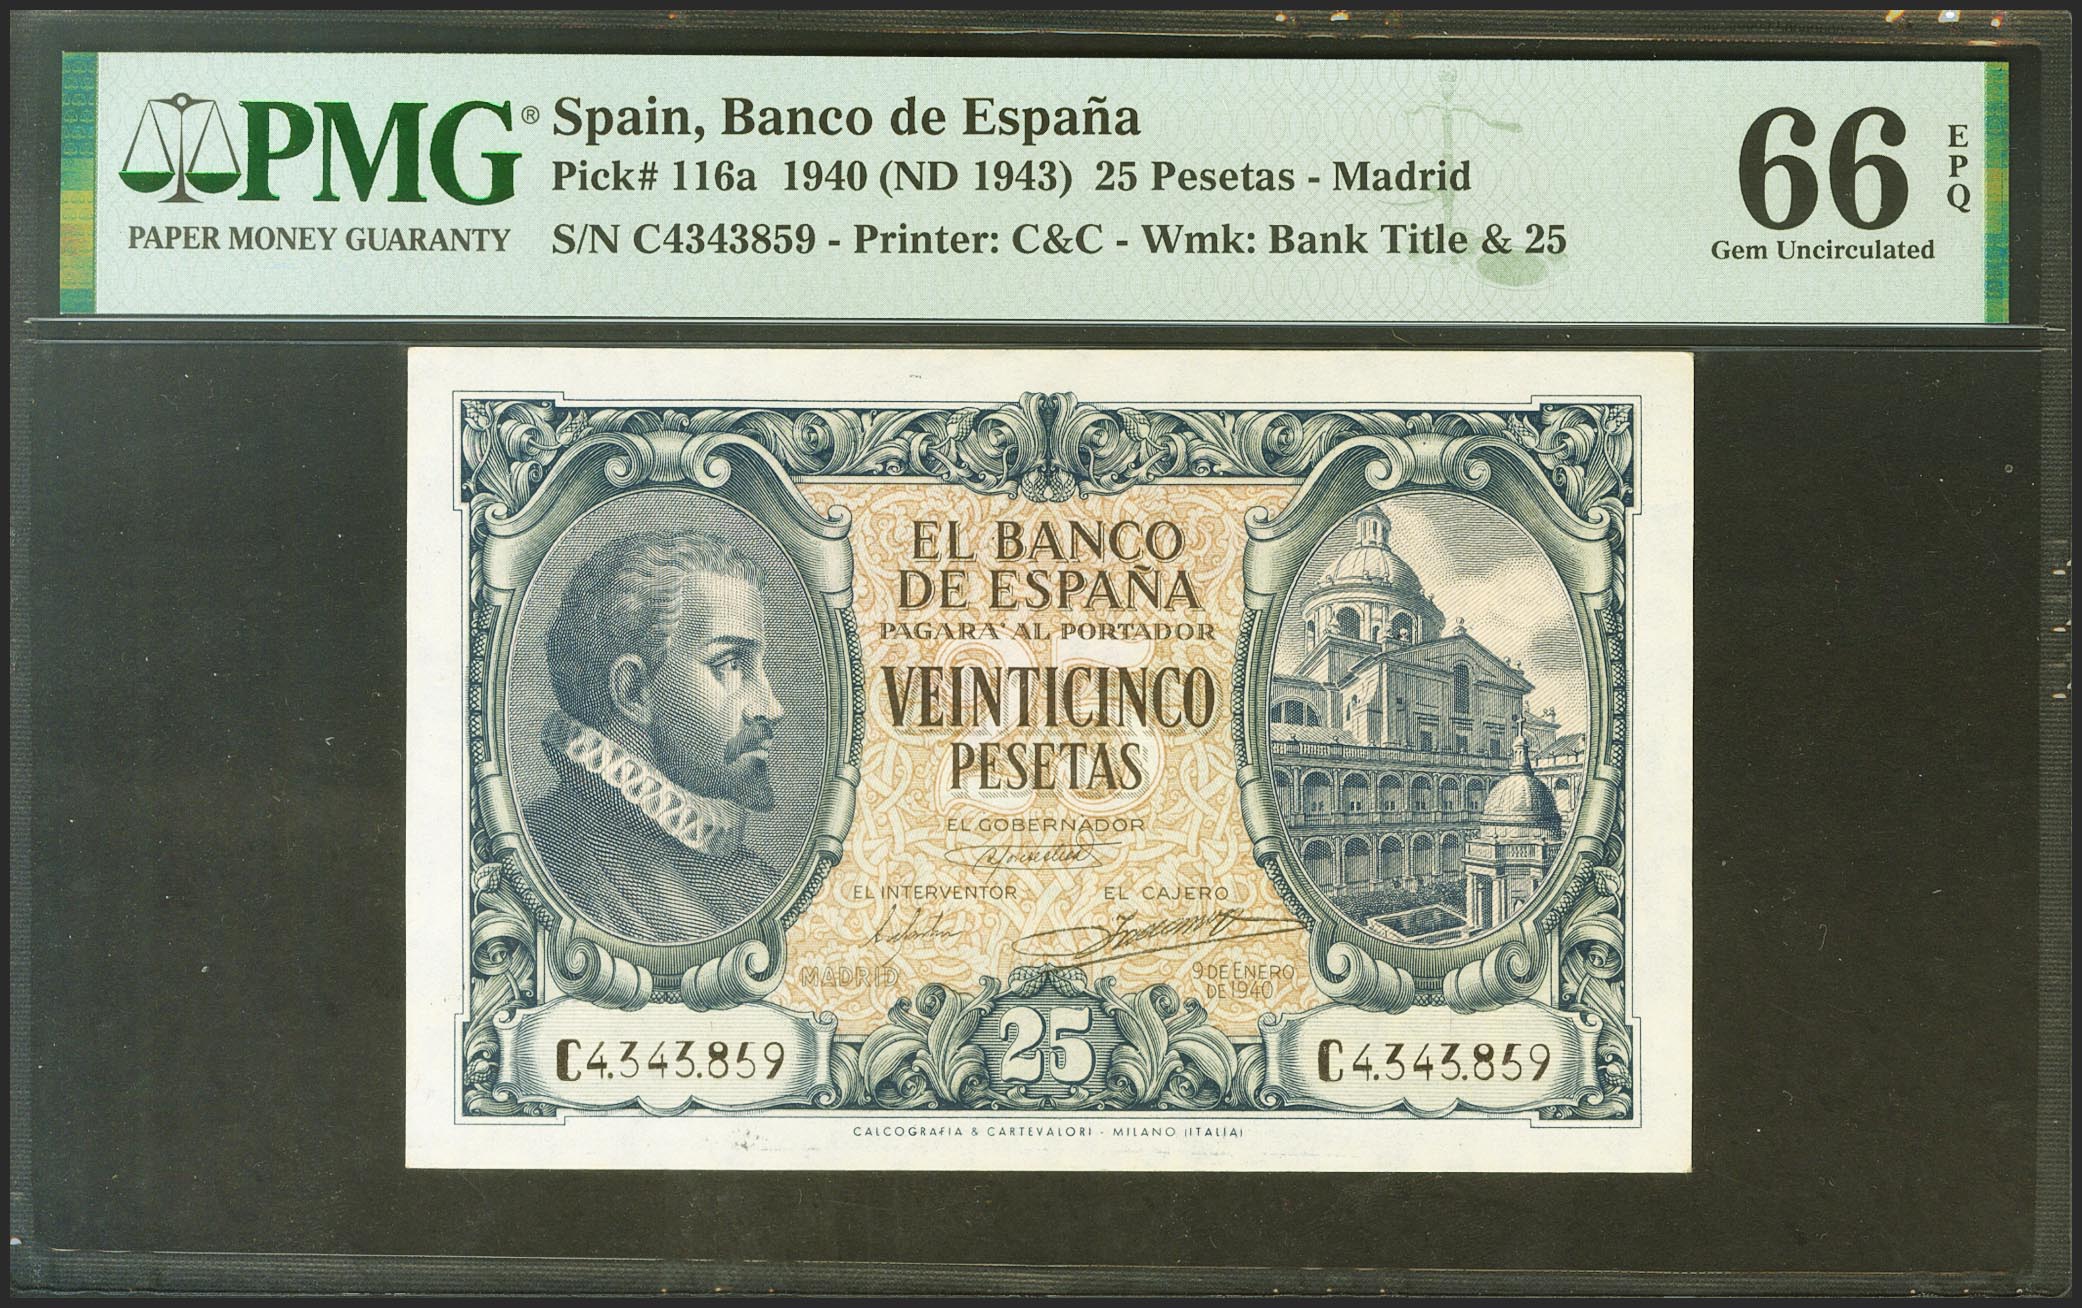 PMG®
PAPER MONEY GUARANTY
Spain, Banco de España
Pick# 116a 1940 (ND 1943) 25 Pesetas - Madrid
S/N C4343859 - Printer: C&C - Wmk: Bank Title & 25
66
EPQ
Gem Uncirculated
EL BANCO
DE ESPAÑA
PAGARA AL PORTADOR
25
VEINTICINCO
PESETAS
EL GOBERNADOR
EL INTERVENTOR
EL CAJERO
MADRID
9 DE ENERO
DE 1940
C4.343.859
25
C4.343.859
CALCOGRAFIA & CARTEVALORI - MILANO (ITALIA)